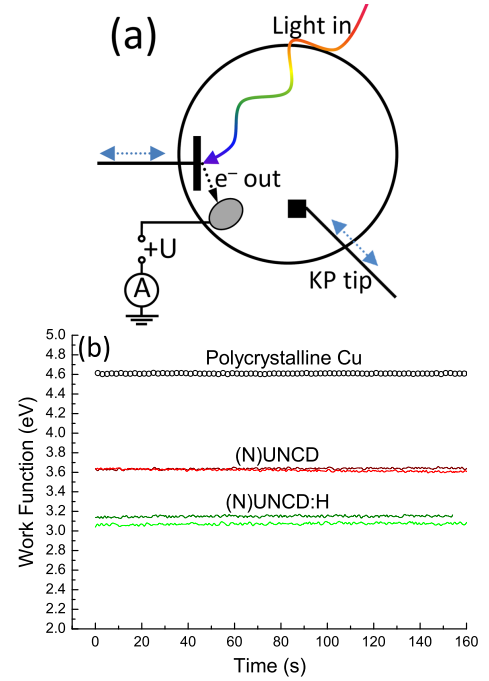 (a)
Light in
e⁻ out
+U
A
KP tip
(b)
Polycrystalline Cu
(N)UNCD
(N)UNCD:H
Work Function (eV)
5.0
4.8
4.6
4.4
4.2
4.0
3.8
3.6
3.4
3.2
3.0
2.8
2.6
2.4
2.2
2.0
0 20 40 60 80 100 120 140 160
Time (s)